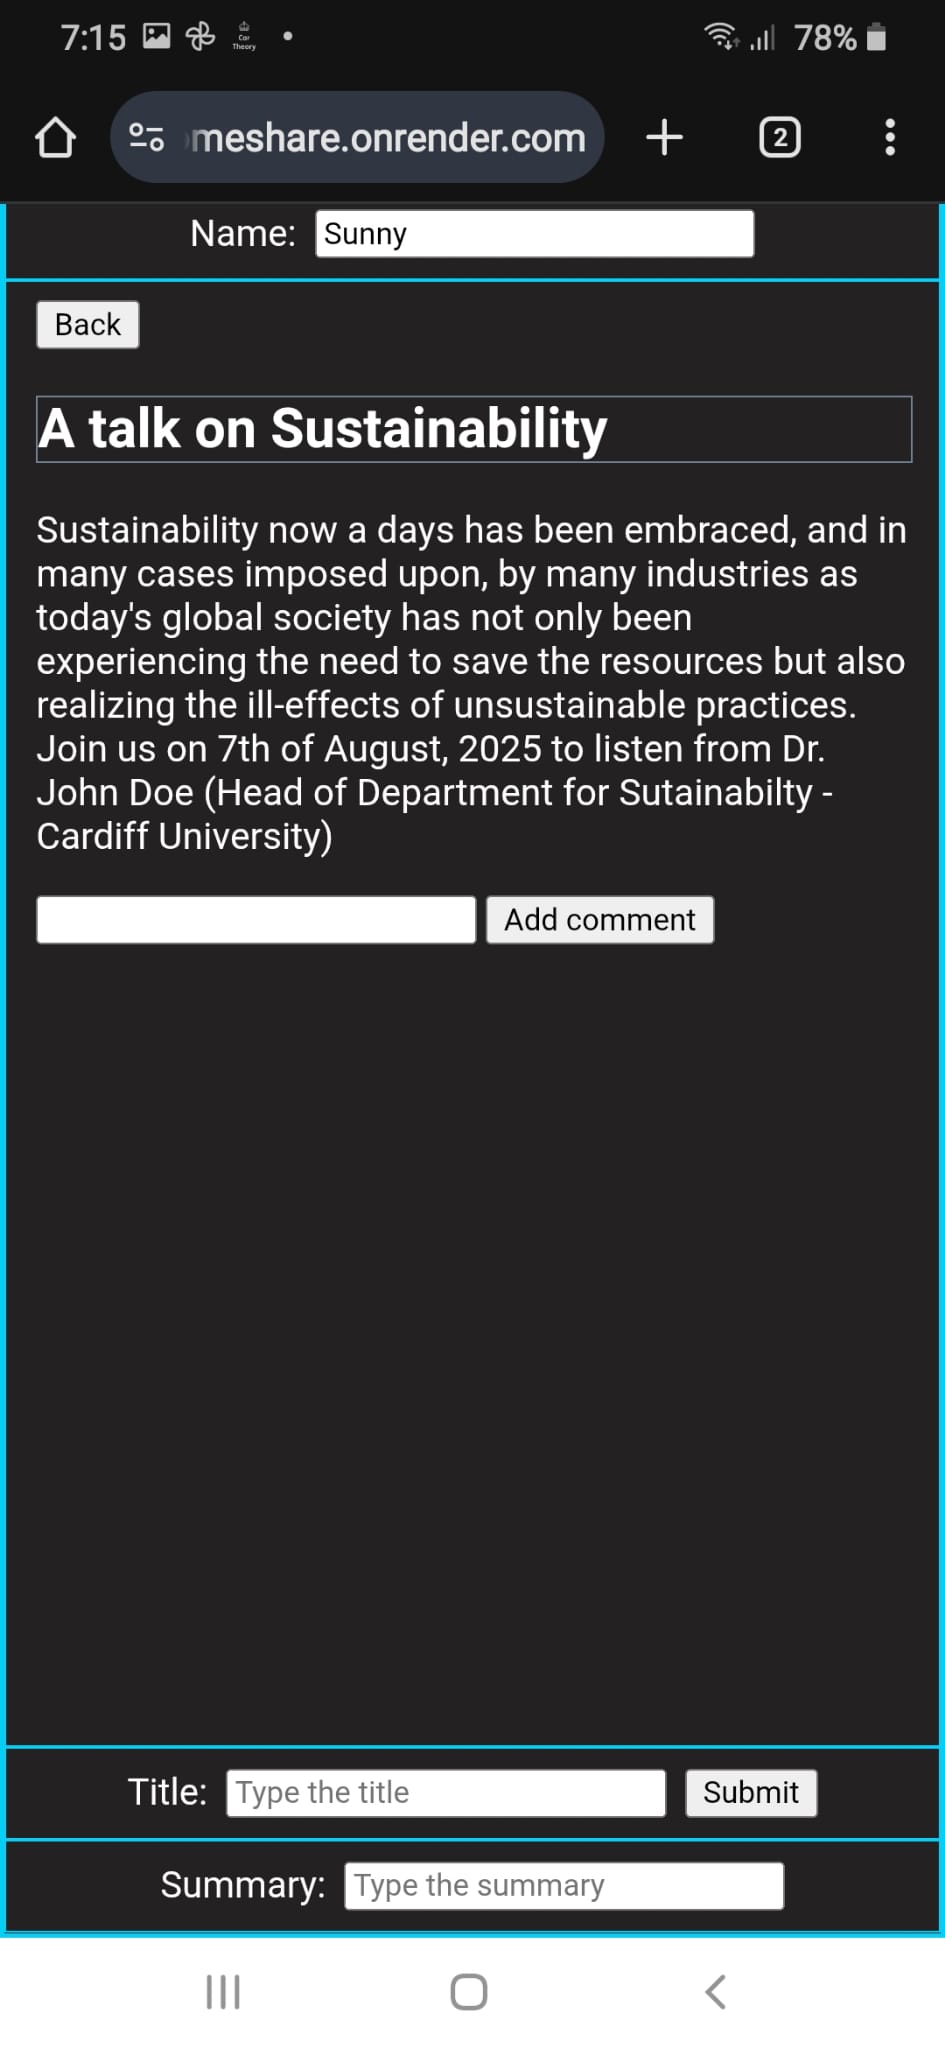 7:15 Car Theory 78%
meshare.onrender.com 2
Name: Sunny
Back
A talk on Sustainability
Sustainability now a days has been embraced, and in
many cases imposed upon, by many industries as
today's global society has not only been
experiencing the need to save the resources but also
realizing the ill-effects of unsustainable practices.
Join us on 7th of August, 2025 to listen from Dr.
John Doe (Head of Department for Sutainabilty -
Cardiff University)
Add comment
Title: Type the title Submit
Summary: Type the summary